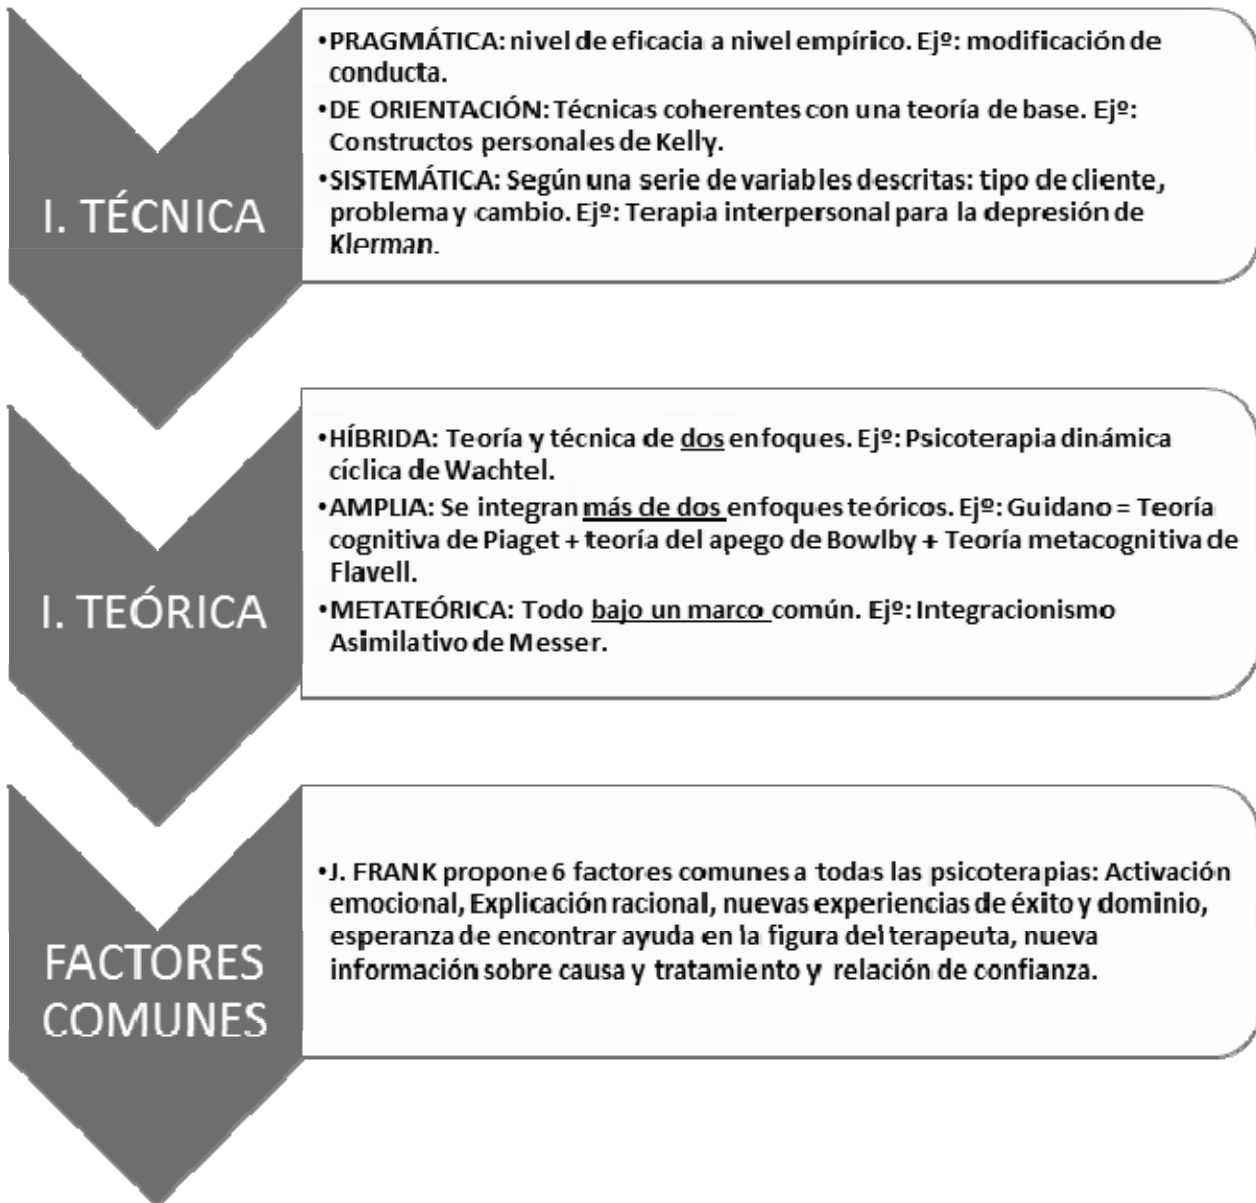 I. TÉCNICA
•PRAGMÁTICA: nivel de eficacia a nivel empírico. Ejº: modificación de
conducta.
•DE ORIENTACIÓN: Técnicas coherentes con una teoría de base. Ejº:
Constructos personales de Kelly.
•SISTEMÁTICA: Según una serie de variables descritas: tipo de cliente,
problema y cambio. Ejº: Terapia interpersonal para la depresión de
Klerman.
I. TEÓRICA
•HÍBRIDA: Teoría y técnica de dos enfoques. Ejº: Psicoterapia dinámica
cíclica de Wachtel.
•AMPLIA: Se integran más de dos enfoques teóricos. Ejº: Guidano = Teoría
cognitiva de Piaget + teoría del apego de Bowlby + Teoría metacognitiva de
Flavell.
•METATEÓRICA: Todo bajo un marco común. Ejº: Integracionismo
Asimilativo de Messer.
FACTORES
COMUNES
•J. FRANK propone 6 factores comunes a todas las psicoterapias: Activación
emocional, Explicación racional, nuevas experiencias de éxito y dominio,
esperanza de encontrar ayuda en la figura del terapeuta, nueva
información sobre causa y tratamiento y relación de confianza.